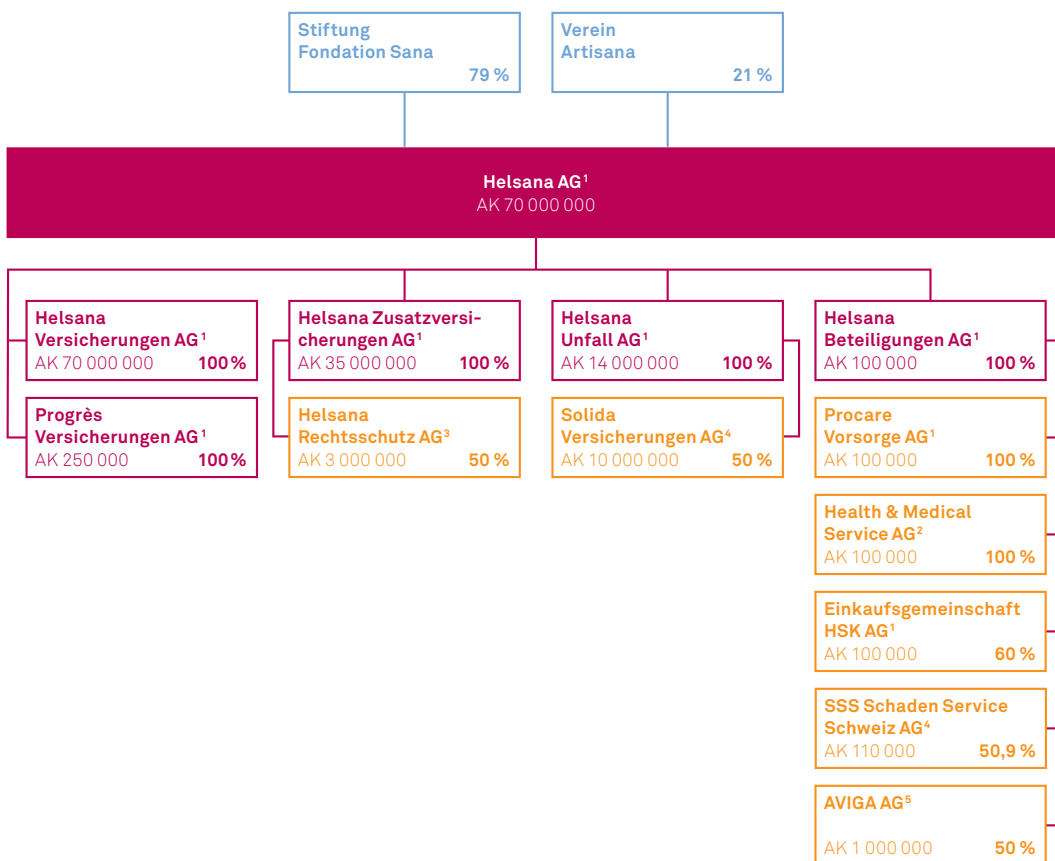 Stiftung
Fondation Sana
79 %
Verein
Artisana
21 %
Helsana AG¹
AK 70 000 000
Helsana
Versicherungen AG¹
AK 70 000 000 100 %
Helsana Zusatzversi-
cherungen AG¹
AK 35 000 000 100 %
Helsana
Unfall AG¹
AK 14 000 000 100 %
Helsana
Beteiligungen AG¹
AK 100 000 100 %
Progrès
Versicherungen AG¹
AK 250 000 100 %
Helsana
Rechtsschutz AG³
AK 3 000 000 50 %
Solida
Versicherungen AG⁴
AK 10 000 000 50 %
Procare
Vorsorge AG¹
AK 100 000 100 %
Health & Medical
Service AG²
AK 100 000 100 %
Einkaufsgemeinschaft
HSK AG¹
AK 100 000 60 %
SSS Schaden Service
Schweiz AG⁴
AK 110 000 50,9 %
AVIGA AG⁵
AK 1 000 000 50 %